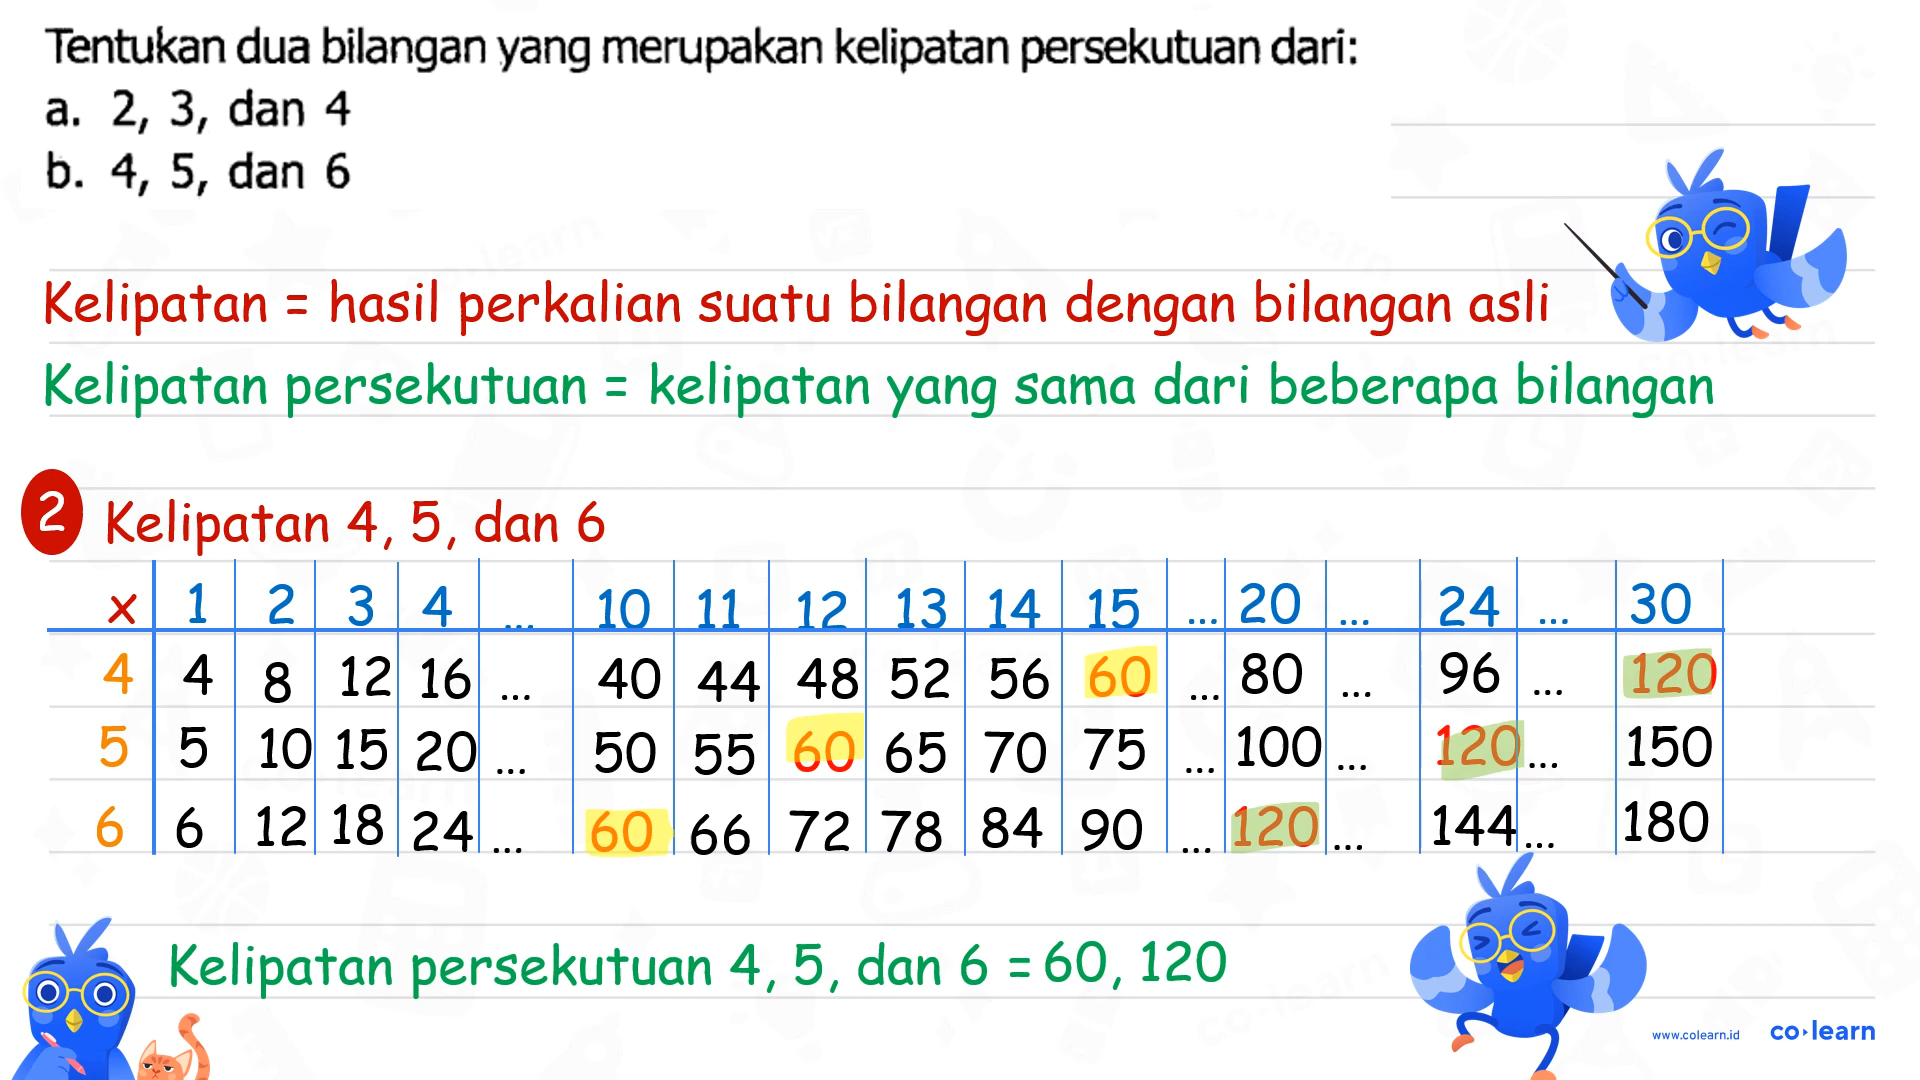 Tentukan dua bilangan yang merupakan kelipatan persekutuan dari:
a. 2, 3, dan 4
b. 4, 5, dan 6
Kelipatan = hasil perkalian suatu bilangan dengan bilangan asli
Kelipatan persekutuan = kelipatan yang sama dari beberapa bilangan
2 Kelipatan 4, 5, dan 6
x 1 2 3 4 ... 10 11 12 13 14 15 ... 20 ... 24 ... 30
4 4 8 12 16 ... 40 44 48 52 56 60 ... 80 ... 96 ... 120
5 5 10 15 20 ... 50 55 60 65 70 75 ... 100 ... 120 ... 150
6 6 12 18 24 ... 60 66 72 78 84 90 ... 120 ... 144 ... 180
Kelipatan persekutuan 4, 5, dan 6 = 60, 120
www.colearn.id co learn